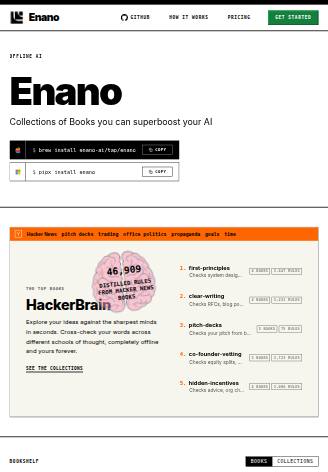 Enano
GITHUB
HOW IT WORKS
PRICING
GET STARTED
OFFLINE AI
Enano
Collections of Books you can superboost your AI
$ brew install enano-ai/tap/enano
COPY
$ pipx install enano
COPY
Y Hacker News pitch decks trading office politics propaganda goals time
46,909
DISTILLED RULES
FROM HACKER NEWS
BOOKS
THE TOP BOOKS
HackerBrain
Explore your ideas against the sharpest minds
in seconds. Cross-check your words across
different schools of thought, completely offline
and yours forever.
SEE THE COLLECTIONS
1. first-principles
Checks system desig...
2. clear-writing
Checks essays, blog po...
3. pitch-decks
Checks your pitch from b...
4. co-founder-vetting
Checks equity splits, ...
5. hidden-incentives
Checks advice, org ch...
BOOKSHELF
BOOKS
COLLECTIONS